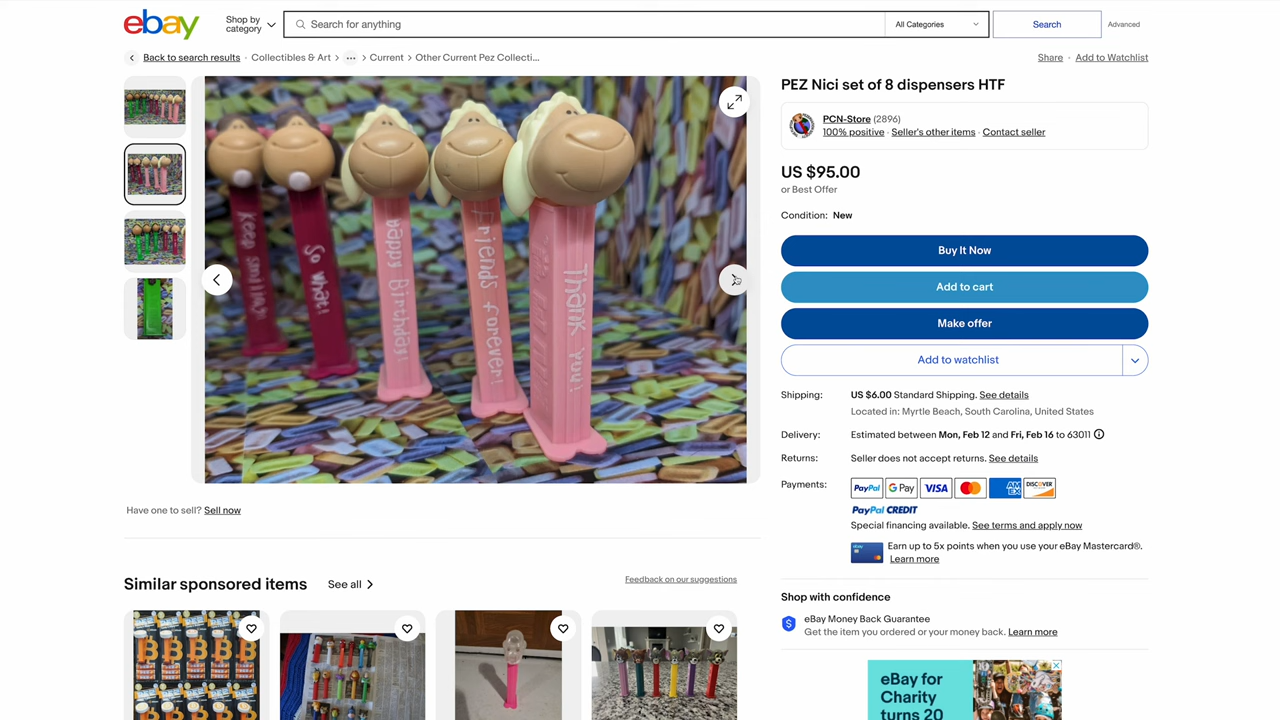 ebay
Shop by category
Search for anything
All Categories
Search
Advanced
Back to search results · Collectibles & Art > ... > Current > Other Current Pez Collecti...
Share · Add to Watchlist
PEZ Nici set of 8 dispensers HTF
PCN-Store (2896)
100% positive · Seller's other items · Contact seller
US $95.00
or Best Offer
Condition: New
Buy It Now
Add to cart
Make offer
Add to watchlist
Shipping: US $6.00 Standard Shipping. See details
Located in: Myrtle Beach, South Carolina, United States
Delivery: Estimated between Mon, Feb 12 and Fri, Feb 16 to 63011
Returns: Seller does not accept returns. See details
Payments: PayPal G Pay VISA MasterCard AMEX DISCOVER
PayPal CREDIT
Special financing available. See terms and apply now
Earn up to 5x points when you use your eBay Mastercard®.
Learn more
Shop with confidence
eBay Money Back Guarantee
Get the item you ordered or your money back. Learn more
eBay for
Charity
turns 20
Keep smiling!
So what!
Happy Birthday!
Friends forever!
Thank you!
Have one to sell? Sell now
Similar sponsored items See all
Feedback on our suggestions